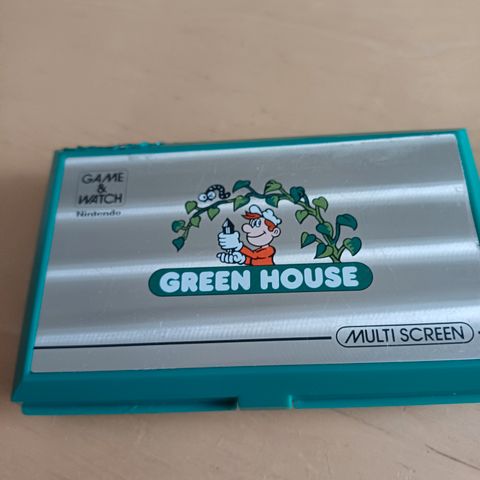 GAME
&
WATCH
Nintendo
GREEN HOUSE
MULTI SCREEN